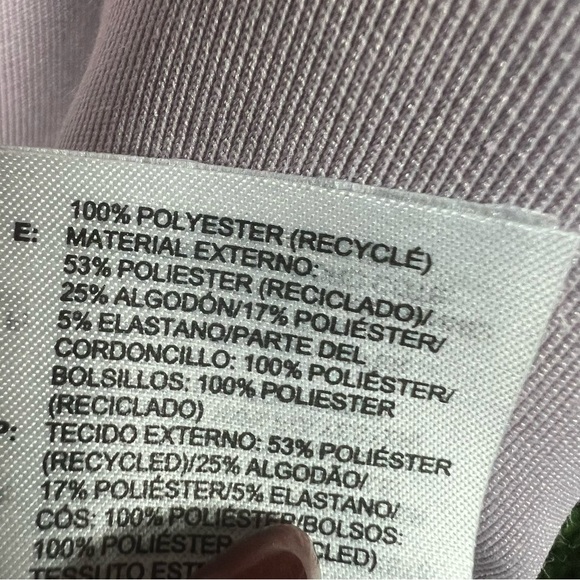 100% POLYESTER (RECYCLÉ)
E: MATERIAL EXTERNO:
53% POLIESTER (RECICLADO)/
25% ALGODÓN/17% POLIÉSTER/
5% ELASTANO/PARTE DEL
CORDONCILLO: 100% POLIÉSTER/
BOLSILLOS: 100% POLIESTER
(RECICLADO)
P: TECIDO EXTERNO: 53% POLIÉSTER
(RECYCLED)/25% ALGODÃO/
17% POLIÉSTER/5% ELASTANO/
CÓS: 100% POLIÉSTER/BOLSOS:
100% POLIÉSTER
TESSUTO